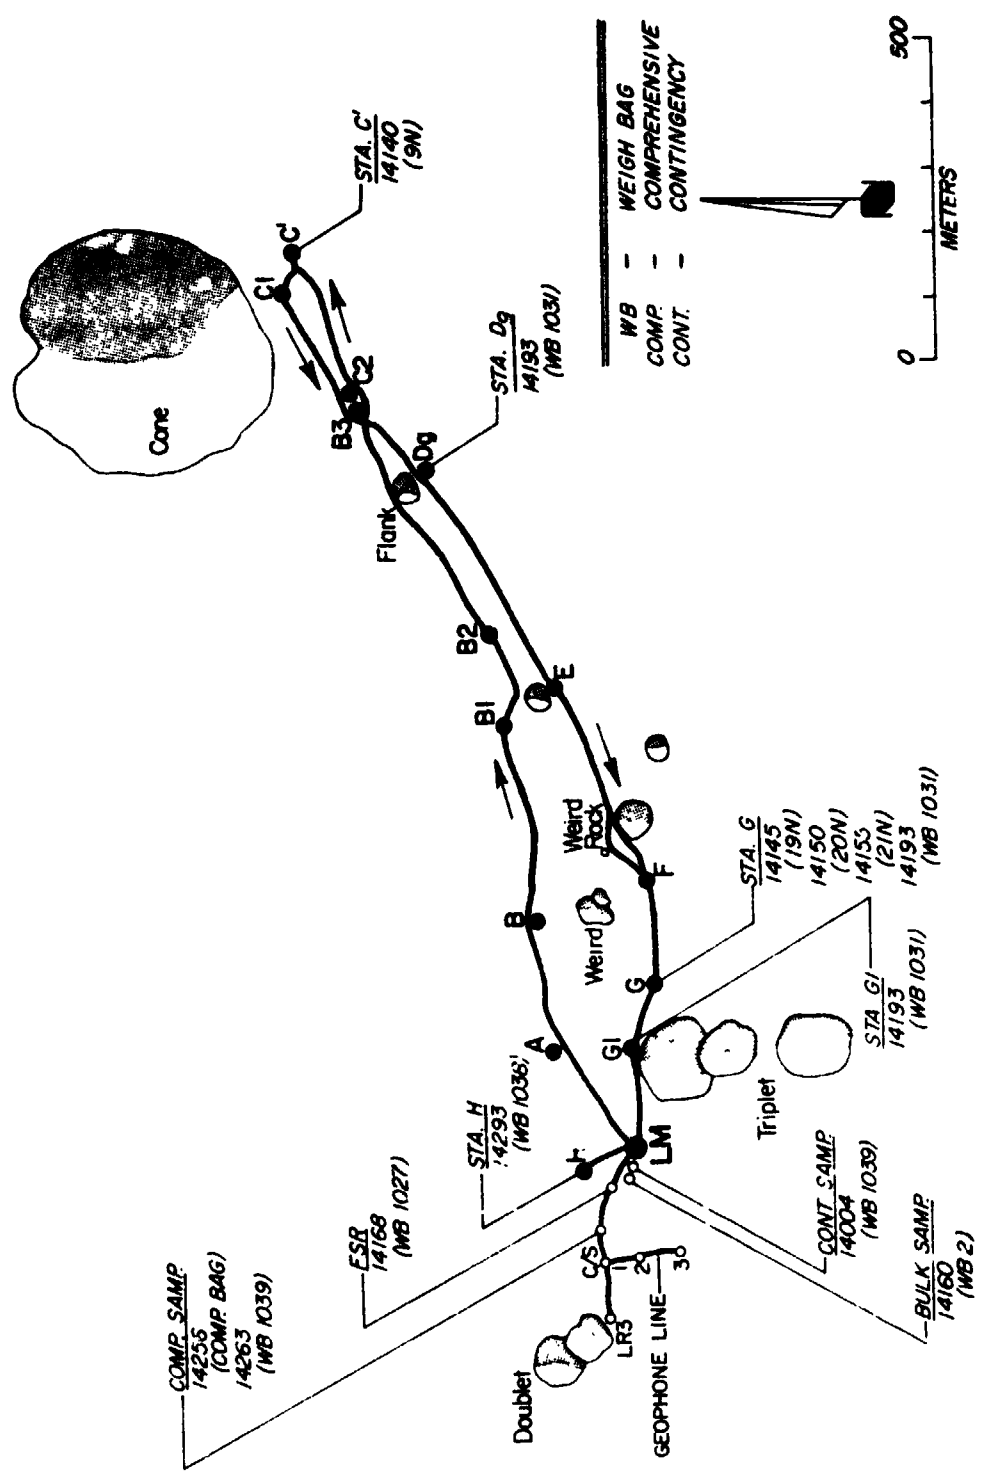 COMP. SAMP.
14256
(COMP. BAG)
14263
(WB 1039)
ESR
14168
(WB 1027)
STA. H
14293
(WB 1036)
Doublet
LR3
GEOPHONE LINE
C/S
1
2
3
H
LM
BULK SAMP.
14160
(WB 2)
CONT. SAMP.
14004
(WB 1039)
A
B
B1
B2
B3
C2
C1
C'
Cone
Flank
Dg
E
F
G
G1
Weird
Weird
Rock
Triplet
STA. C'
14140
(9N)
STA. Dg
14193
(WB 1031)
STA. G
14145
(19N)
14150
(20N)
(21N)
14193
(WB 1031)
STA. G1
14193
(WB 1031)
WB - WEIGH BAG
COMP. - COMPREHENSIVE
CONT. - CONTINGENCY
N
0
500
METERS